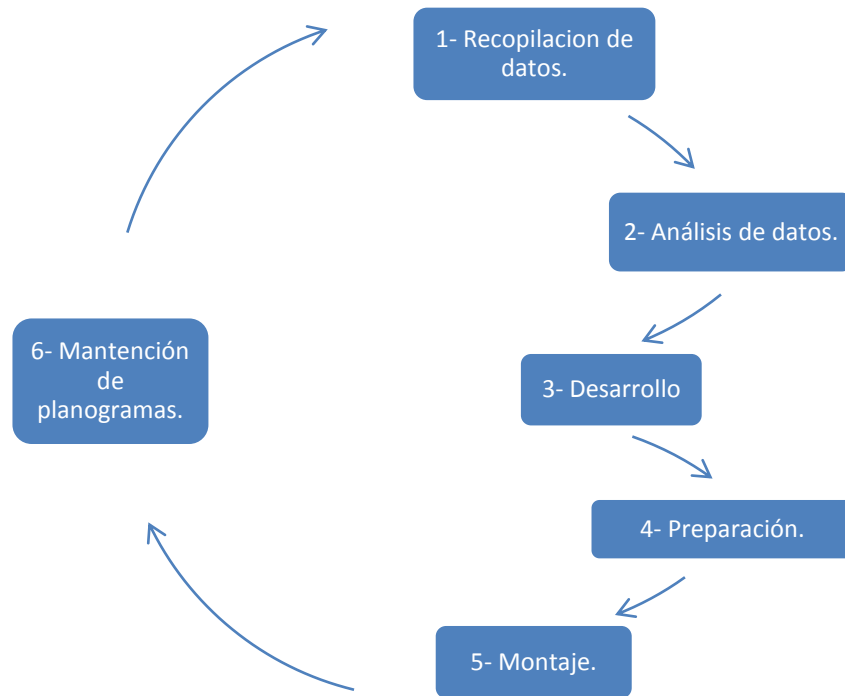 1- Recopilacion de
datos.
2- Análisis de datos.
3- Desarrollo
4- Preparación.
5- Montaje.
6- Mantención
de
planogramas.